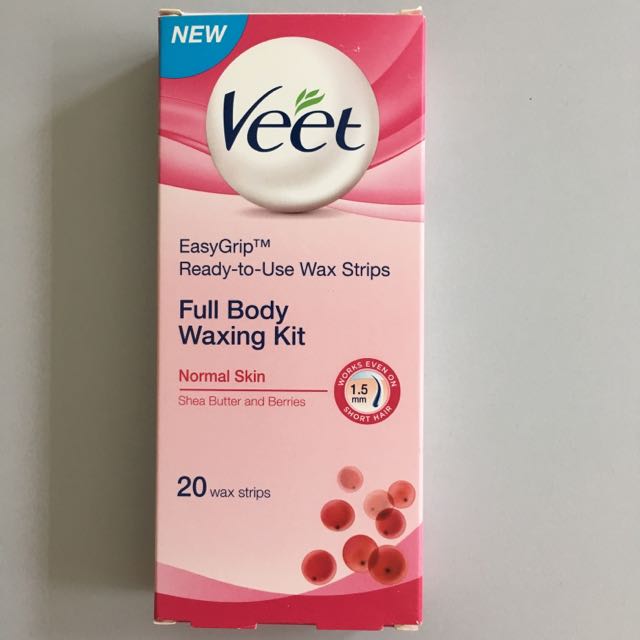 NEW
Veet
EasyGrip™
Ready-to-Use Wax Strips
Full Body
Waxing Kit
Normal Skin
Shea Butter and Berries
WORKS EVEN ON
1.5
mm
SHORT HAIR
20 wax strips